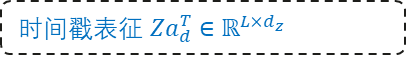 时间戳表征 $Za_d^T \in \mathbb{R}^{L \times d_z}$